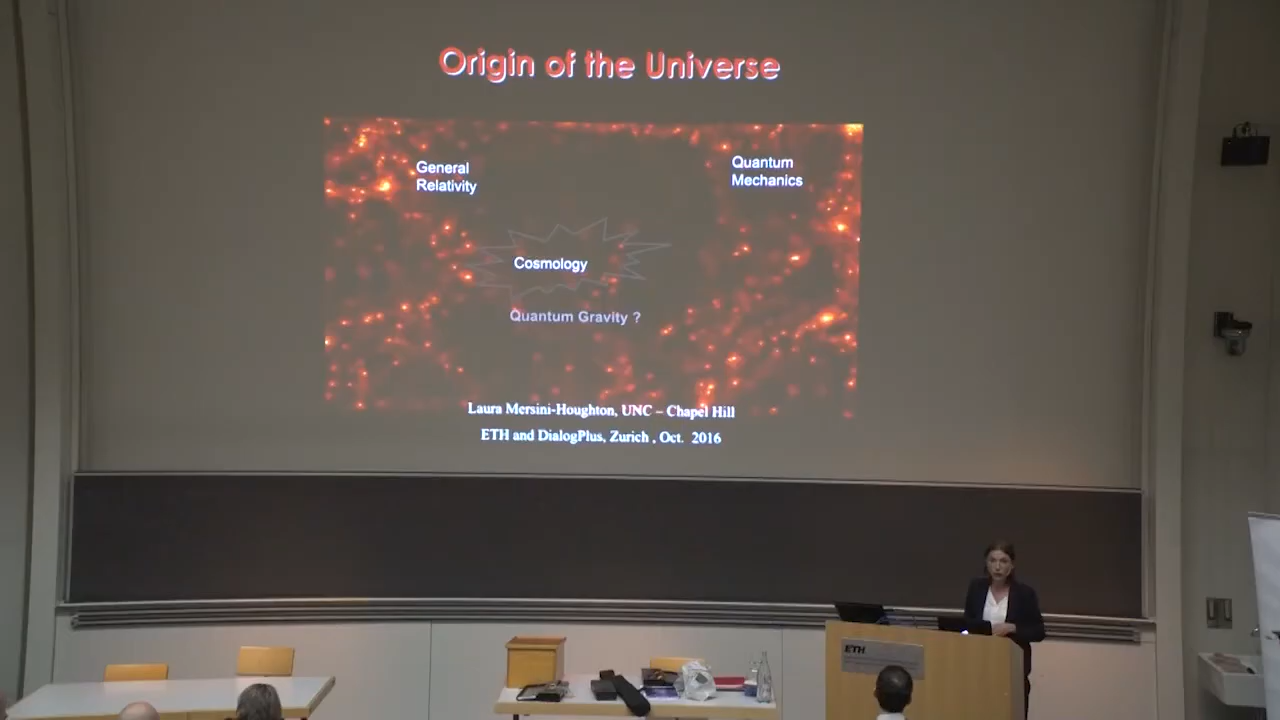 Origin of the Universe
General
Relativity
Quantum
Mechanics
Cosmology
Quantum Gravity ?
Laura Mersini-Houghton, UNC – Chapel Hill
ETH and DialogPlus, Zurich , Oct. 2016
ETH